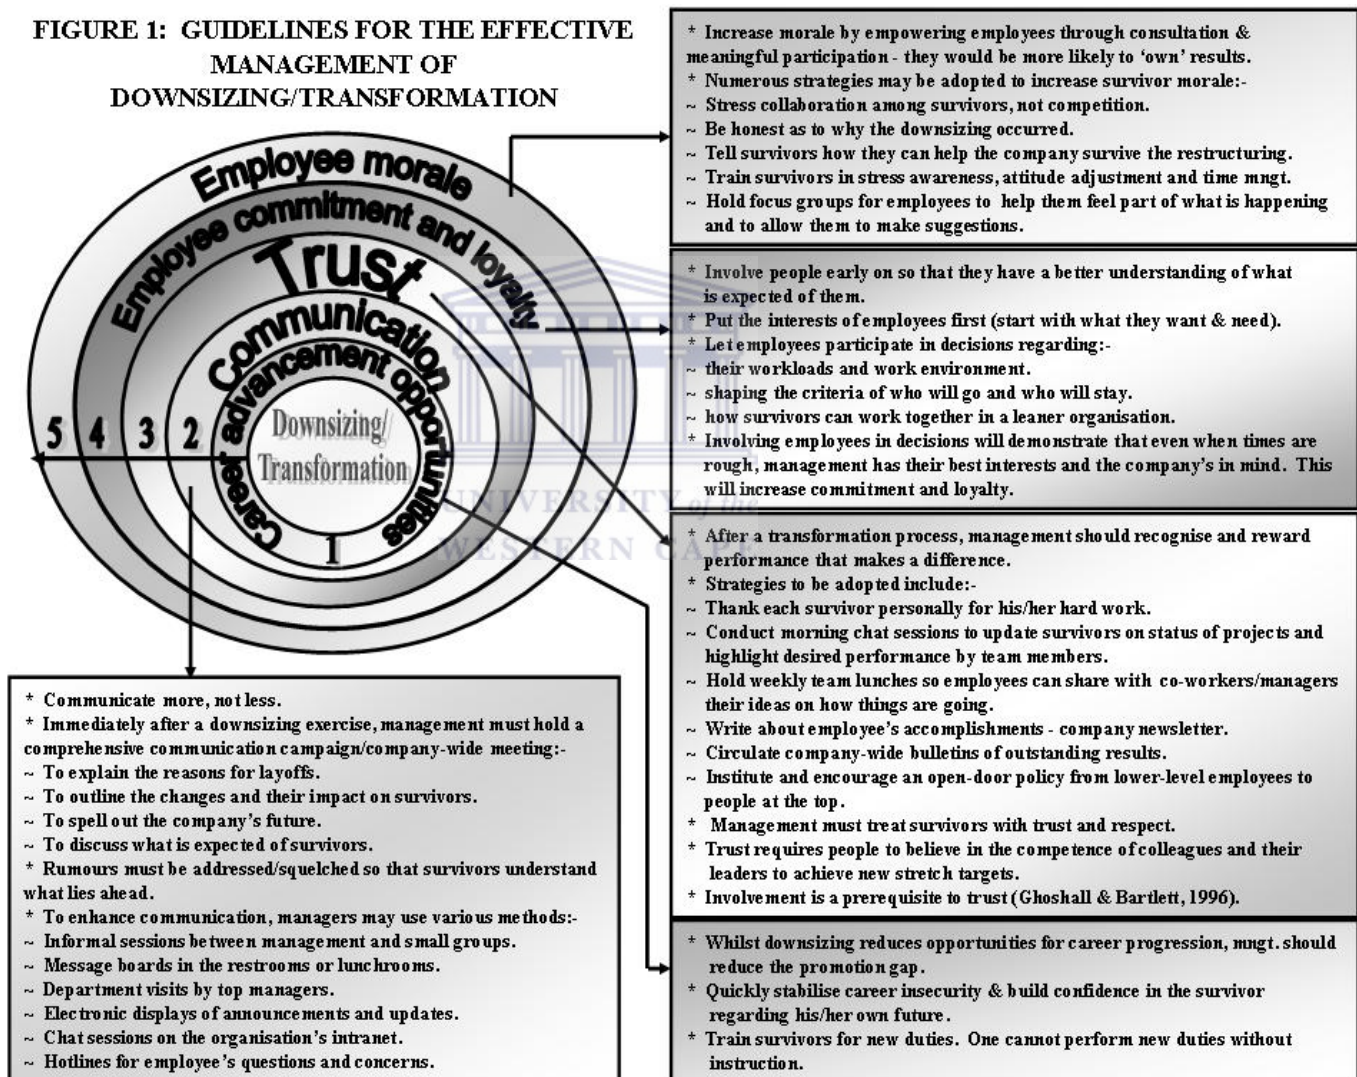 FIGURE 1: GUIDELINES FOR THE EFFECTIVE
MANAGEMENT OF
DOWNSIZING/TRANSFORMATION
Employee morale
Employee commitment and loyalty
Trust
Communication
Career advancement opportunities
Downsizing/
Transformation
5 4 3 2
1
* Increase morale by empowering employees through consultation &
meaningful participation - they would be more likely to ‘own’ results.
* Numerous strategies may be adopted to increase survivor morale:-
~ Stress collaboration among survivors, not competition.
~ Be honest as to why the downsizing occurred.
~ Tell survivors how they can help the company survive the restructuring.
~ Train survivors in stress awareness, attitude adjustment and time mngt.
~ Hold focus groups for employees to help them feel part of what is happening
and to allow them to make suggestions.
* Involve people early on so that they have a better understanding of what
is expected of them.
* Put the interests of employees first (start with what they want & need).
* Let employees participate in decisions regarding:-
~ their workloads and work environment.
~ shaping the criteria of who will go and who will stay.
~ how survivors can work together in a leaner organisation.
* Involving employees in decisions will demonstrate that even when times are
rough, management has their best interests and the company’s in mind. This
will increase commitment and loyalty.
* After a transformation process, management should recognise and reward
performance that makes a difference.
* Strategies to be adopted include:-
~ Thank each survivor personally for his/her hard work.
~ Conduct morning chat sessions to update survivors on status of projects and
highlight desired performance by team members.
~ Hold weekly team lunches so employees can share with co-workers/managers
their ideas on how things are going.
~ Write about employee’s accomplishments - company newsletter.
~ Circulate company-wide bulletins of outstanding results.
~ Institute and encourage an open-door policy from lower-level employees to
people at the top.
* Management must treat survivors with trust and respect.
* Trust requires people to believe in the competence of colleagues and their
leaders to achieve new stretch targets.
* Involvement is a prerequisite to trust (Ghoshall & Bartlett, 1996).
* Whilst downsizing reduces opportunities for career progression, mngt. should
reduce the promotion gap.
* Quickly stabilise career insecurity & build confidence in the survivor
regarding his/her own future.
* Train survivors for new duties. One cannot perform new duties without
instruction.
* Communicate more, not less.
* Immediately after a downsizing exercise, management must hold a
comprehensive communication campaign/company-wide meeting:-
~ To explain the reasons for layoffs.
~ To outline the changes and their impact on survivors.
~ To spell out the company’s future.
~ To discuss what is expected of survivors.
* Rumours must be addressed/squelched so that survivors understand
what lies ahead.
* To enhance communication, managers may use various methods:-
~ Informal sessions between management and small groups.
~ Message boards in the restrooms or lunchrooms.
~ Department visits by top managers.
~ Electronic displays of announcements and updates.
~ Chat sessions on the organisation’s intranet.
~ Hotlines for employee’s questions and concerns.
UNIVERSITY of the
WESTERN CAPE